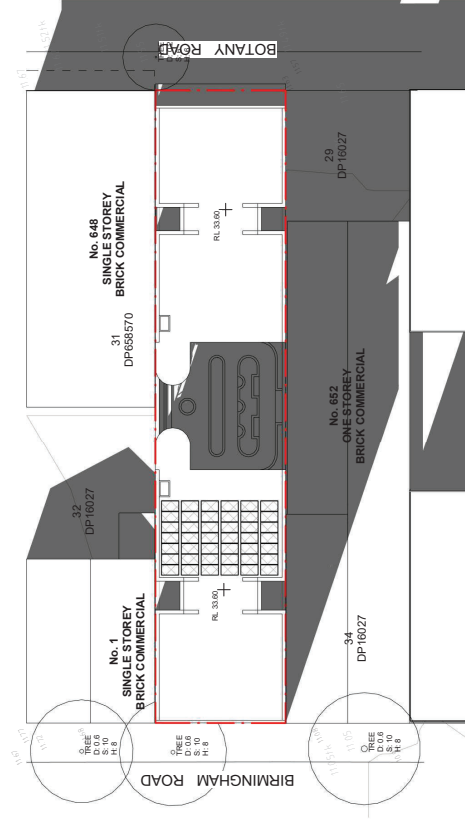 BOTANY ROAD
TREE
No. 648
SINGLE STOREY
BRICK COMMERCIAL
31
DP658570
29
DP16027
RL 33.60
No. 652
ONE STOREY
BRICK COMMERCIAL
32
DP16027
No. 1
SINGLE STOREY
BRICK COMMERCIAL
RL 33.60
34
DP16027
TREE
D: 0.6
S: 10
H: 8
TREE
D: 0.6
S: 10
H: 8
TREE
D: 0.6
S: 10
H: 8
BIRMINGHAM ROAD